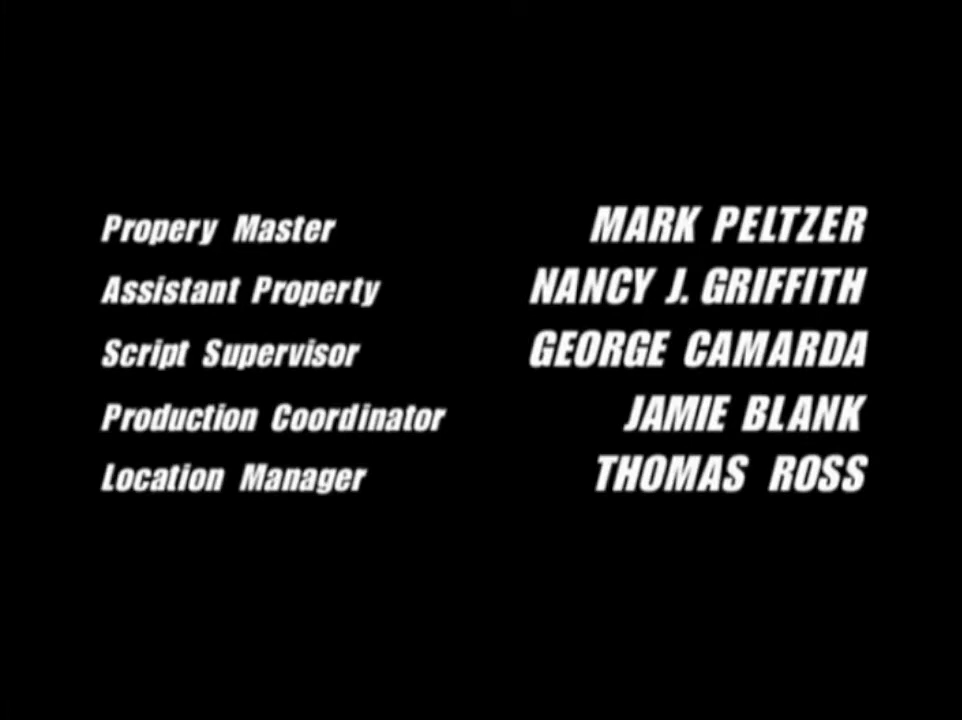 Propery Master MARK PELTZER
Assistant Property NANCY J. GRIFFITH
Script Supervisor GEORGE CAMARDA
Production Coordinator JAMIE BLANK
Location Manager THOMAS ROSS